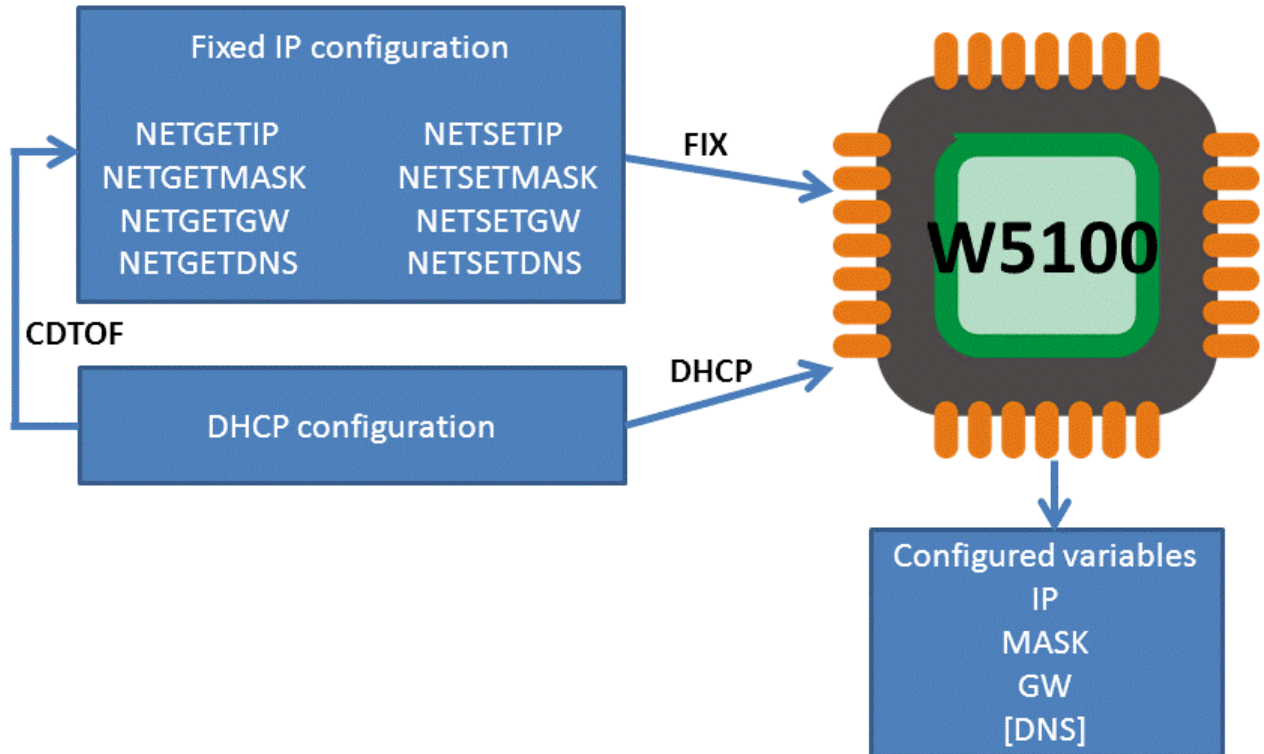 Fixed IP configuration
NETGETIP NETSETIP
NETGETMASK NETSETMASK
NETGETGW NETSETGW
NETGETDNS NETSETDNS
FIX
W5100
CDTOF
DHCP
DHCP configuration
Configured variables
IP
MASK
GW
[DNS]